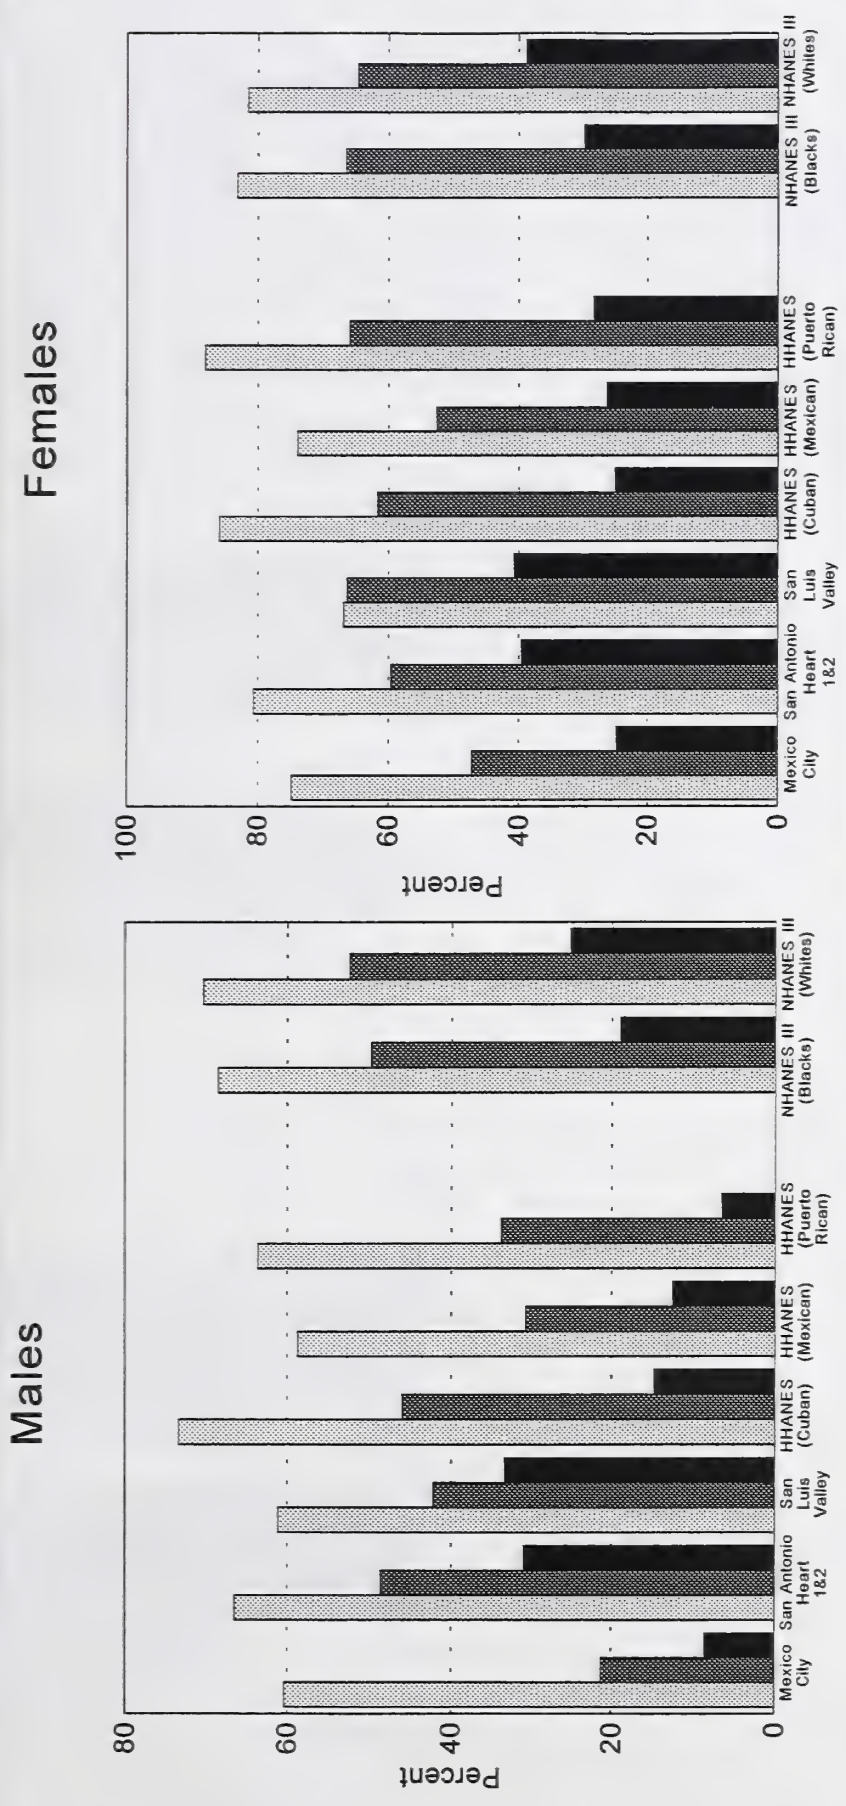 Males
80
60
40
20
0
Percent
Mexico
City
San Antonio
Heart
1&2
San
Luis
Valley
HHANES
(Cuban)
HHANES
(Mexican)
HHANES
(Puerto
Rican)
NHANES III
(Blacks)
NHANES III
(Whites)
Females
100
80
60
40
20
0
Percent
Mexico
City
San Antonio
Heart
1&2
San
Luis
Valley
HHANES
(Cuban)
HHANES
(Mexican)
HHANES
(Puerto
Rican)
NHANES III
(Blacks)
NHANES III
(Whites)